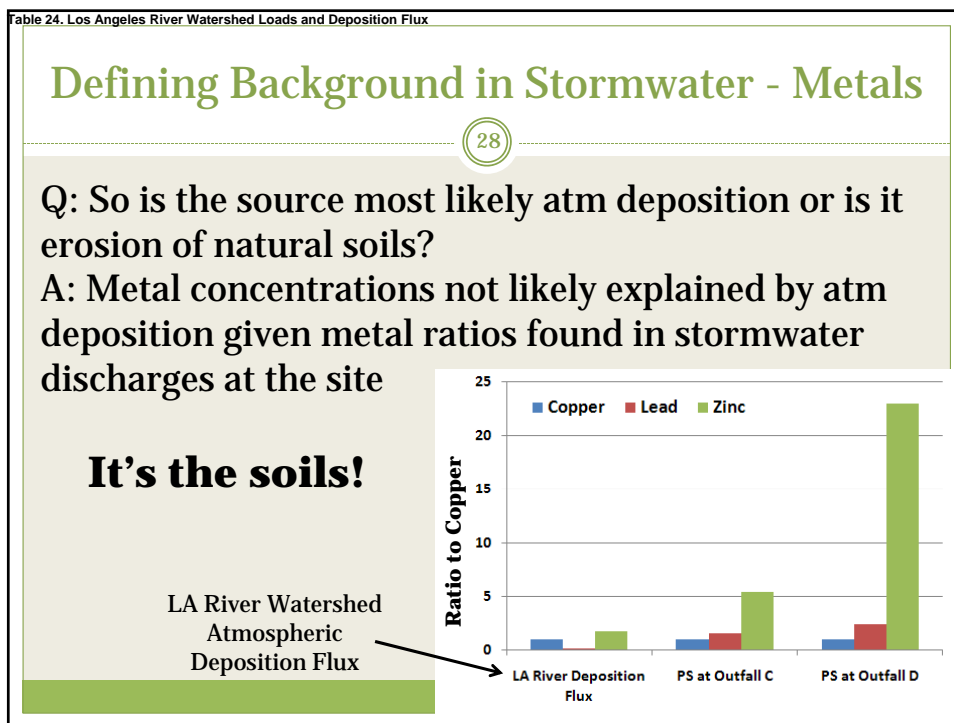 Table 24. Los Angeles River Watershed Loads and Deposition Flux
Defining Background in Stormwater - Metals
28
Q: So is the source most likely atm deposition or is it
erosion of natural soils?
A: Metal concentrations not likely explained by atm
deposition given metal ratios found in stormwater
discharges at the site
It's the soils!
LA River Watershed
Atmospheric
Deposition Flux
Ratio to Copper
25
20
15
10
5
0
Copper Lead Zinc
LA River Deposition
Flux
PS at Outfall C
PS at Outfall D